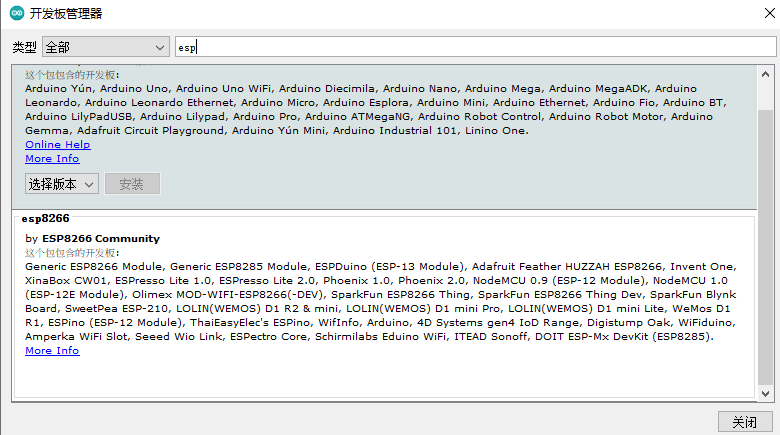 开发板管理器
类型 全部 esp
这个包包含的开发板:
Arduino Yún, Arduino Uno, Arduino Uno WiFi, Arduino Diecimila, Arduino Nano, Arduino Mega, Arduino MegaADK, Arduino
Leonardo, Arduino Leonardo Ethernet, Arduino Micro, Arduino Esplora, Arduino Mini, Arduino Ethernet, Arduino Fio, Arduino BT,
Arduino LilyPadUSB, Arduino Lilypad, Arduino Pro, Arduino ATMegaNG, Arduino Robot Control, Arduino Robot Motor, Arduino
Gemma, Adafruit Circuit Playground, Arduino Yún Mini, Arduino Industrial 101, Linino One.
Online Help
More Info
选择版本 安装
esp8266
by ESP8266 Community
这个包包含的开发板:
Generic ESP8266 Module, Generic ESP8285 Module, ESPDuino (ESP-13 Module), Adafruit Feather HUZZAH ESP8266, Invent One,
XinaBox CW01, ESPresso Lite 1.0, ESPresso Lite 2.0, Phoenix 1.0, Phoenix 2.0, NodeMCU 0.9 (ESP-12 Module), NodeMCU 1.0
(ESP-12E Module), Olimex MOD-WIFI-ESP8266(-DEV), SparkFun ESP8266 Thing, SparkFun ESP8266 Thing Dev, SparkFun Blynk
Board, SweetPea ESP-210, LOLIN(WEMOS) D1 R2 & mini, LOLIN(WEMOS) D1 mini Pro, LOLIN(WEMOS) D1 mini Lite, WeMos D1
R1, ESPino (ESP-12 Module), ThaiEasyElec's ESPino, WifInfo, Arduino, 4D Systems gen4 IoD Range, Digistump Oak, WiFiduino,
Amperka WiFi Slot, Seeed Wio Link, ESPectro Core, Schirmilabs Eduino WiFi, ITEAD Sonoff, DOIT ESP-Mx DevKit (ESP8285).
More Info
关闭